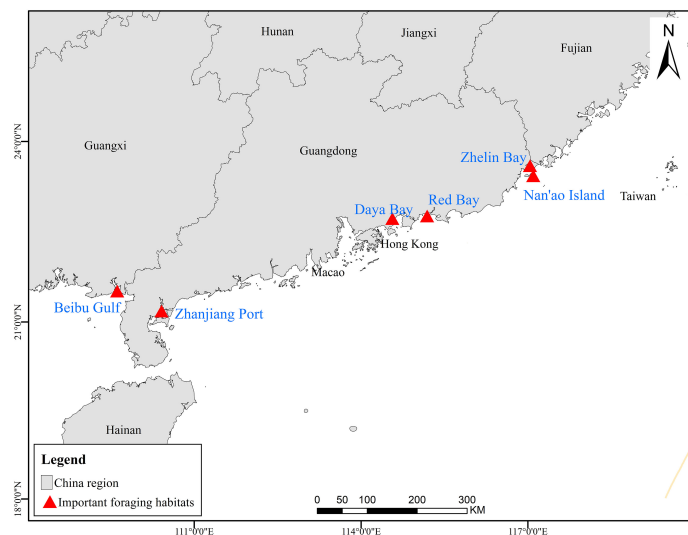 Hunan
Jiangxi
Fujian
N
Guangxi
Guangdong
Zhelin Bay
Nan'ao Island
Taiwan
Daya Bay
Red Bay
Hong Kong
Macao
Beibu Gulf
Zhanjiang Port
Hainan
Legend
China region
Important foraging habitats
0 50 100 200 300
KM
24°0'0"N
21°0'0"N
18°0'0"N
111°0'0"E
114°0'0"E
117°0'0"E